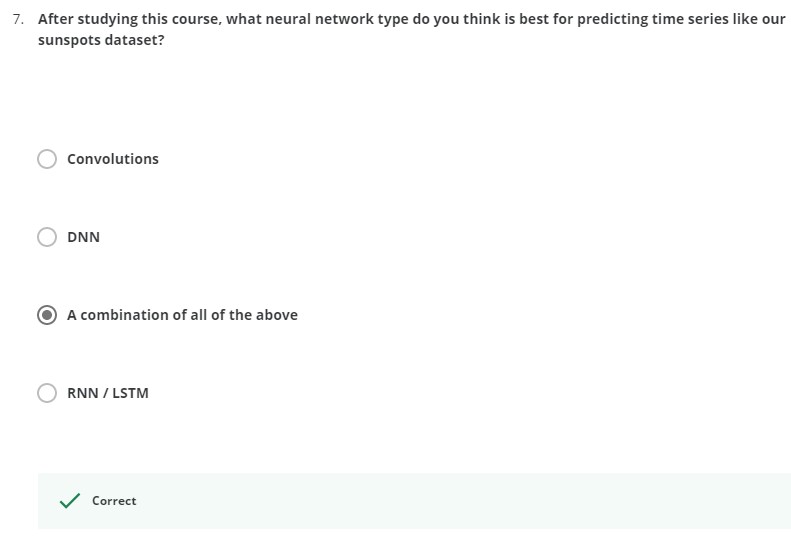 7. After studying this course, what neural network type do you think is best for predicting time series like our
sunspots dataset?
Convolutions
DNN
A combination of all of the above
RNN / LSTM
Correct